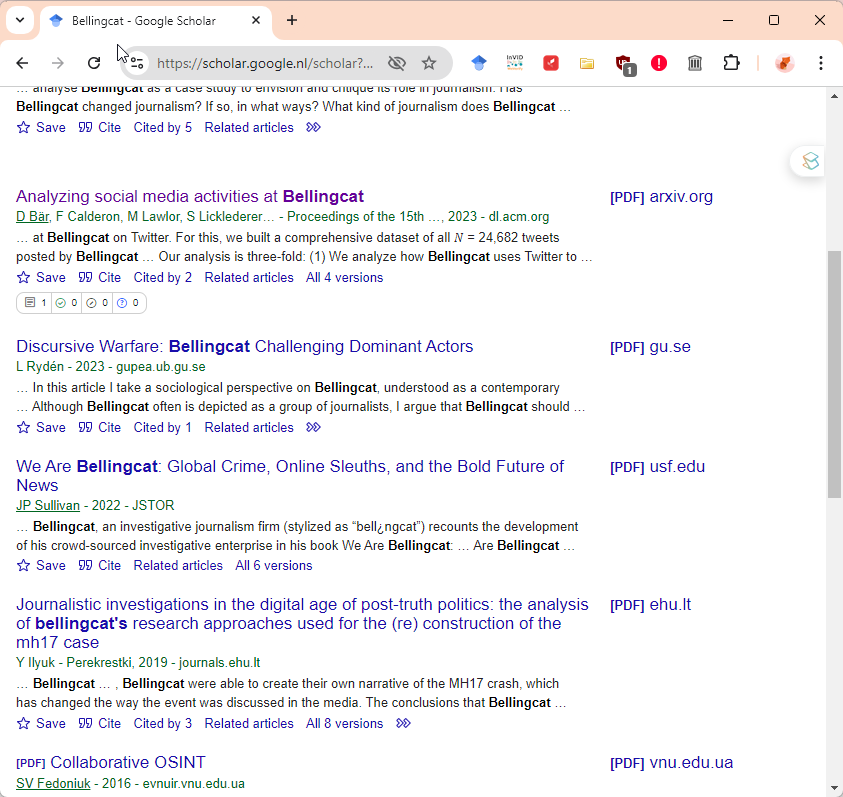 Bellingcat - Google Scholar
https://scholar.google.nl/scholar?...
InVID
1
... analyse Bellingcat as a case study to envision and critique its role in journalism. Has
Bellingcat changed journalism? If so, in what ways? What kind of journalism does Bellingcat ...
Save Cite Cited by 5 Related articles
Analyzing social media activities at Bellingcat
[PDF] arxiv.org
D Bär, F Calderon, M Lawlor, S Licklederer… - Proceedings of the 15th …, 2023 - dl.acm.org
... at Bellingcat on Twitter. For this, we built a comprehensive dataset of all N = 24,682 tweets
posted by Bellingcat ... Our analysis is three-fold: (1) We analyze how Bellingcat uses Twitter to ...
Save Cite Cited by 2 Related articles All 4 versions
1 0 0 0
Discursive Warfare: Bellingcat Challenging Dominant Actors
[PDF] gu.se
L Rydén - 2023 - gupea.ub.gu.se
... In this article I take a sociological perspective on Bellingcat, understood as a contemporary
... Although Bellingcat often is depicted as a group of journalists, I argue that Bellingcat should ...
Save Cite Cited by 1 Related articles
We Are Bellingcat: Global Crime, Online Sleuths, and the Bold Future of
News
[PDF] usf.edu
JP Sullivan - 2022 - JSTOR
... Bellingcat, an investigative journalism firm (stylized as “bell¿ngcat”) recounts the development
of his crowd-sourced investigative enterprise in his book We Are Bellingcat: ... Are Bellingcat ...
Save Cite Related articles All 6 versions
Journalistic investigations in the digital age of post-truth politics: the analysis
of bellingcat's research approaches used for the (re) construction of the
mh17 case
[PDF] ehu.lt
Y Ilyuk - Perekrestki, 2019 - journals.ehu.lt
... Bellingcat ... , Bellingcat were able to create their own narrative of the MH17 crash, which
has changed the way the event was discussed in the media. The conclusions that Bellingcat ...
Save Cite Cited by 3 Related articles All 8 versions
[PDF] Collaborative OSINT
[PDF] vnu.edu.ua
SV Fedoniuk - 2016 - evnuir.vnu.edu.ua